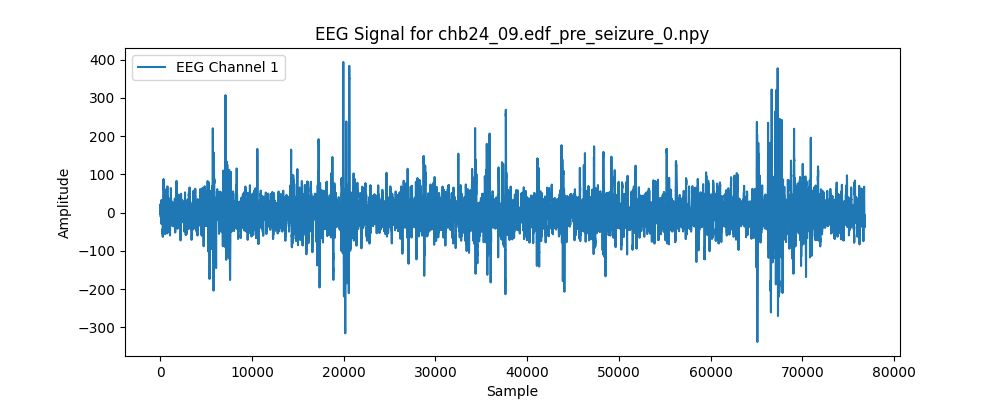 EEG Signal for chb24_09.edf_pre_seizure_0.npy
EEG Channel 1
Amplitude
400
300
200
100
0
−100
−200
−300
0 10000 20000 30000 40000 50000 60000 70000 80000
Sample